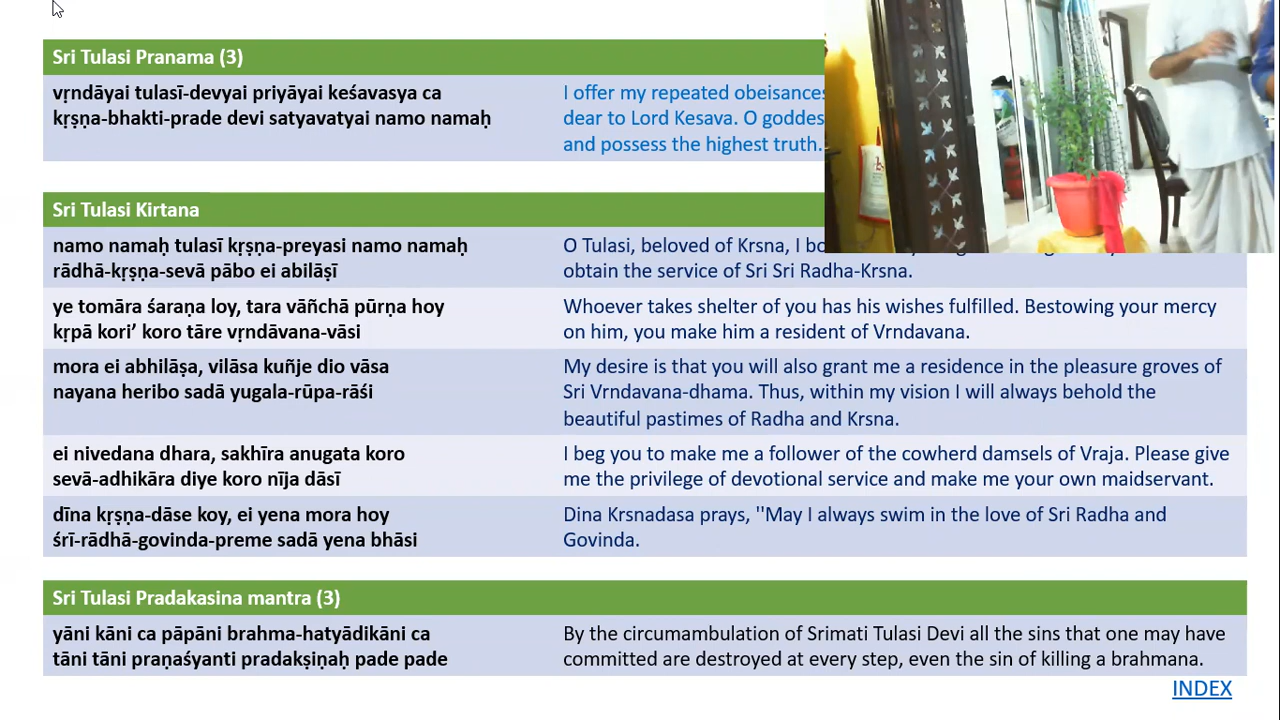 Sri Tulasi Pranama (3)
vṛndāyai tulasī-devyai priyāyai keśavasya ca
kṛṣṇa-bhakti-prade devi satyavatyai namo namaḥ
I offer my repeated obeisances
dear to Lord Kesava. O goddes
and possess the highest truth.
Sri Tulasi Kirtana
namo namaḥ tulasī kṛṣṇa-preyasi namo namaḥ
rādhā-kṛṣṇa-sevā pābo ei abilāṣī
O Tulasi, beloved of Krsna, I bo
obtain the service of Sri Sri Radha-Krsna.
ye tomāra śaraṇa loy, tara vāñchā pūrṇa hoy
kṛpā kori’ koro tāre vṛndāvana-vāsi
Whoever takes shelter of you has his wishes fulfilled. Bestowing your mercy
on him, you make him a resident of Vrndavana.
mora ei abhilāṣa, vilāsa kuñje dio vāsa
nayana heribo sadā yugala-rūpa-rāśi
My desire is that you will also grant me a residence in the pleasure groves of
Sri Vrndavana-dhama. Thus, within my vision I will always behold the
beautiful pastimes of Radha and Krsna.
ei nivedana dhara, sakhīra anugata koro
sevā-adhikāra diye koro nīja dāsī
I beg you to make me a follower of the cowherd damsels of Vraja. Please give
me the privilege of devotional service and make me your own maidservant.
dīna kṛṣṇa-dāse koy, ei yena mora hoy
śrī-rādhā-govinda-preme sadā yena bhāsi
Dina Krsnadasa prays, ''May I always swim in the love of Sri Radha and
Govinda.
Sri Tulasi Pradakasina mantra (3)
yāni kāni ca pāpāni brahma-hatyādikāni ca
tāni tāni praṇaśyanti pradakṣiṇaḥ pade pade
By the circumambulation of Srimati Tulasi Devi all the sins that one may have
committed are destroyed at every step, even the sin of killing a brahmana.
INDEX